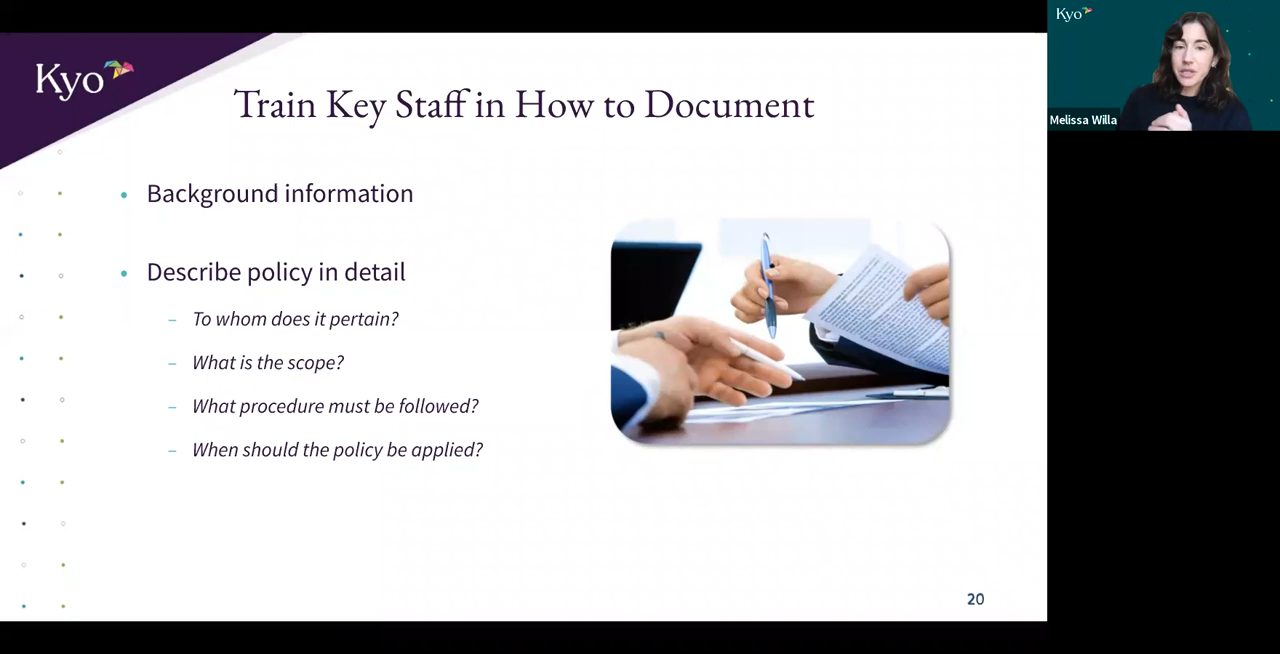 Kyo
Train Key Staff in How to Document
• Background information
• Describe policy in detail
– To whom does it pertain?
– What is the scope?
– What procedure must be followed?
– When should the policy be applied?
20
Kyo
Melissa Willa